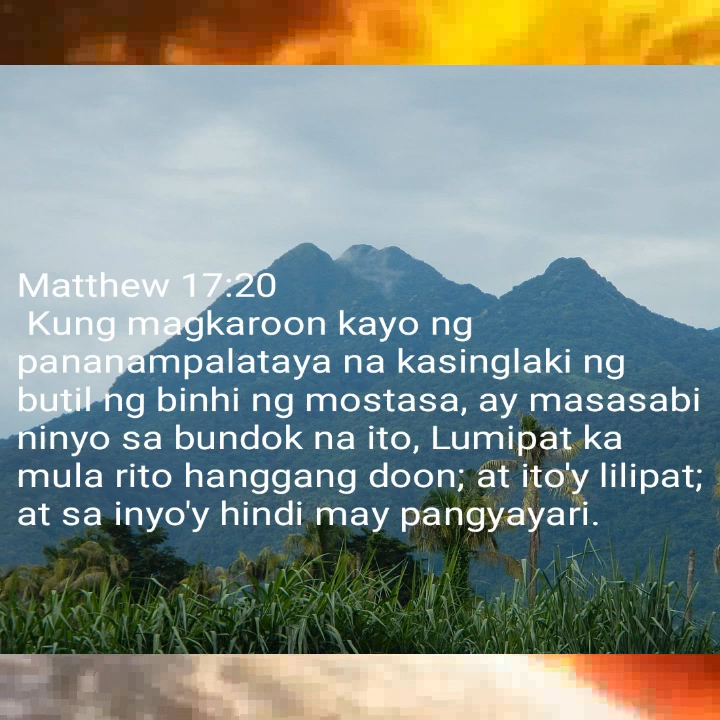 Matthew 17:20
Kung magkaroon kayo ng
pananampalataya na kasinglaki ng
butil ng binhi ng mostasa, ay masasabi
ninyo sa bundok na ito, Lumipat ka
mula rito hanggang doon; at ito'y lilipat;
at sa inyo'y hindi may pangyayari.